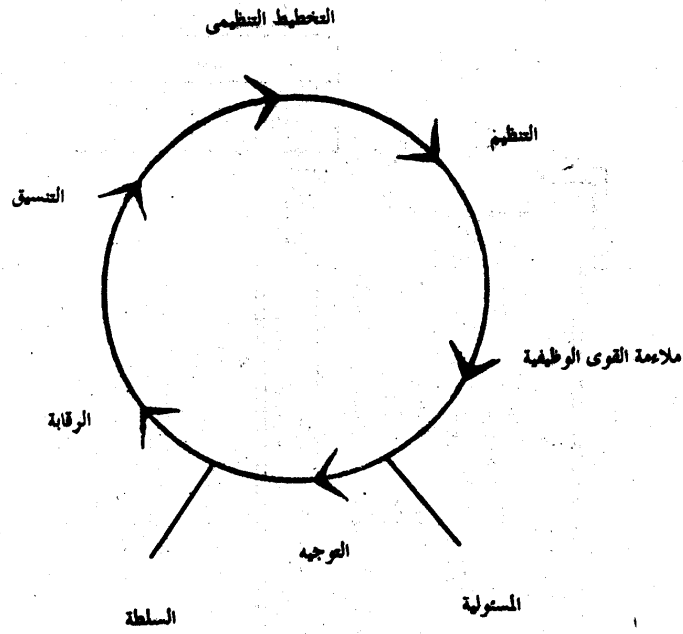 التخطيط التنظيمى
التنظيم
التنسيق
ملاءمة القوى الوظيفية
الرقابة
التوجيه
المسئولية
السلطة